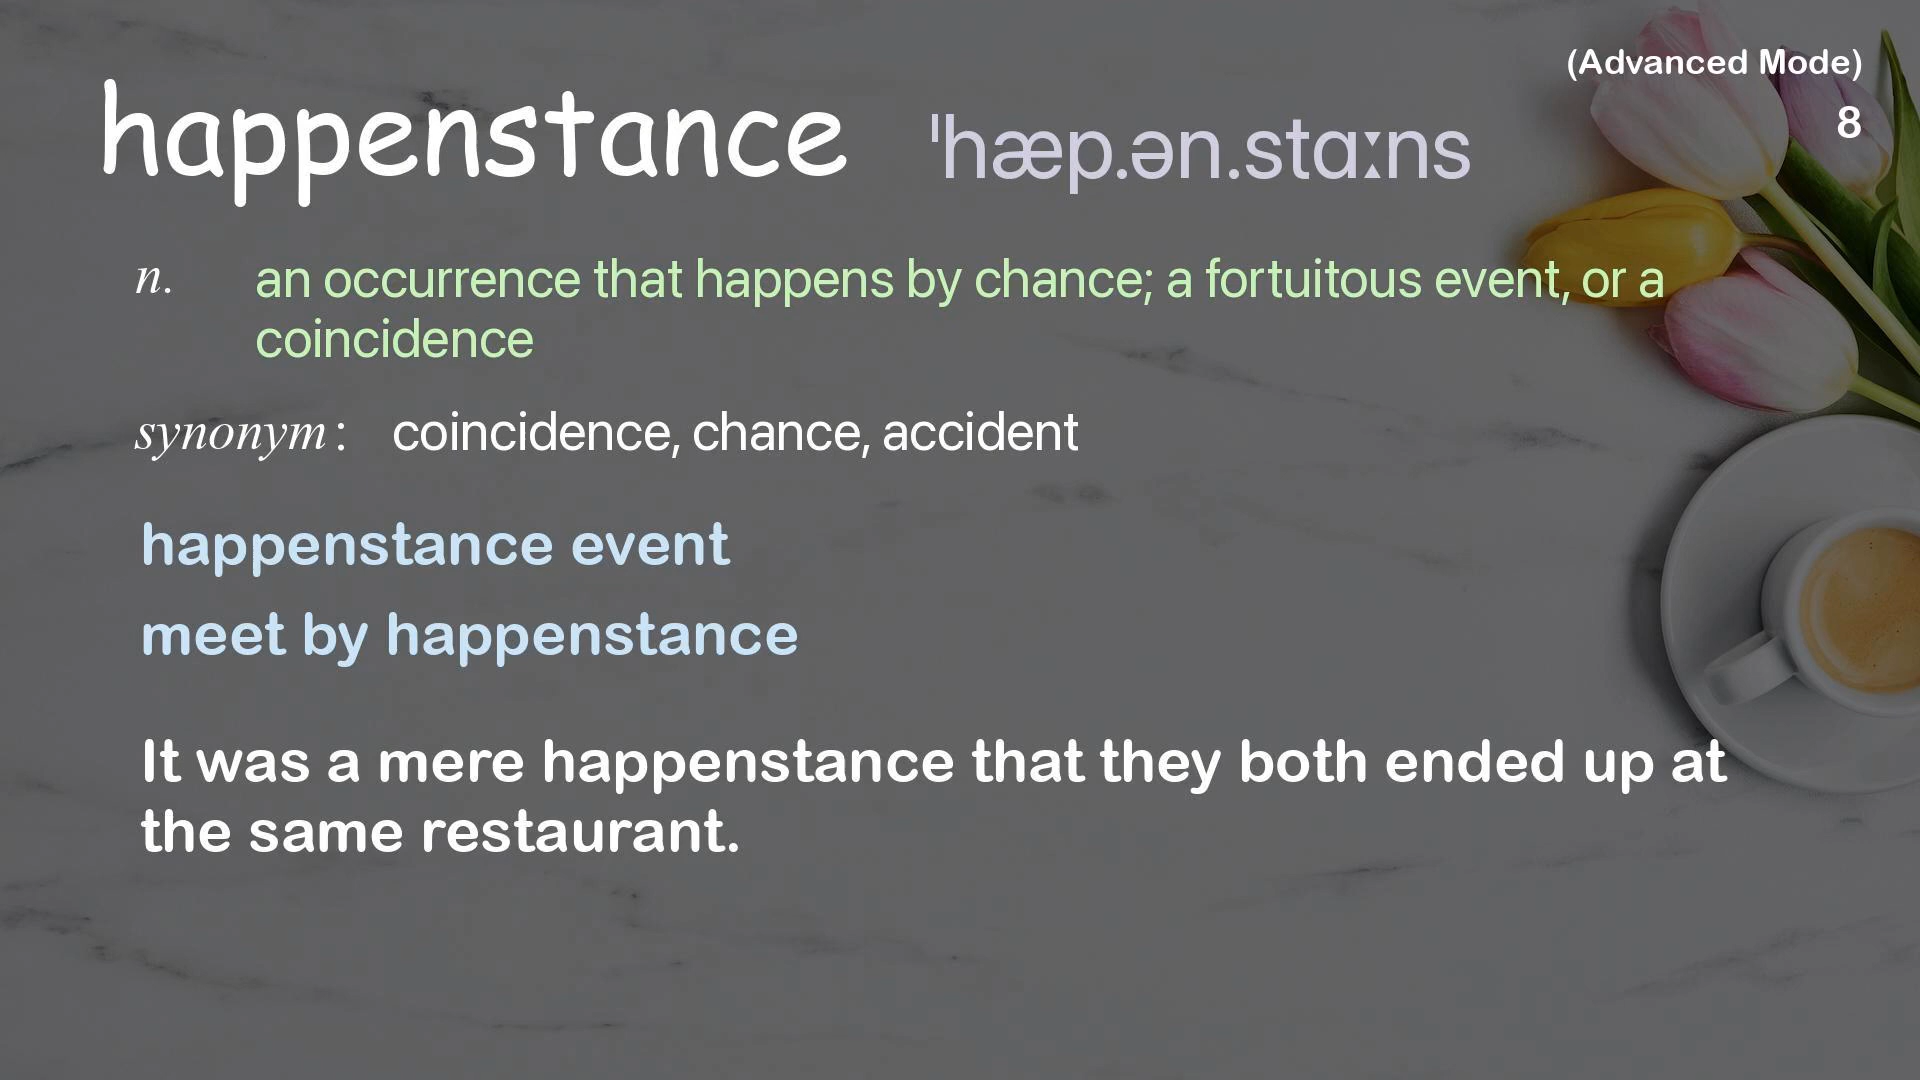 (Advanced Mode)
happenstance ˈhæp.ən.stɑːns
8
n. an occurrence that happens by chance; a fortuitous event, or a
coincidence
synonym: coincidence, chance, accident
happenstance event
meet by happenstance
It was a mere happenstance that they both ended up at
the same restaurant.